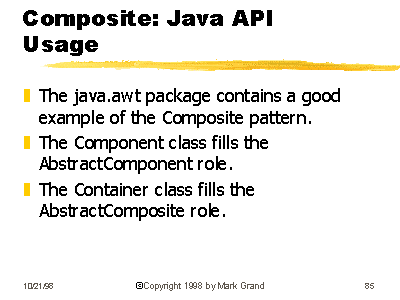 Composite: Java API
Usage
The java.awt package contains a good
example of the Composite pattern.
The Component class fills the
AbstractComponent role.
The Container class fills the
AbstractComposite role.
10/21/98 ©Copyright 1998 by Mark Grand 85